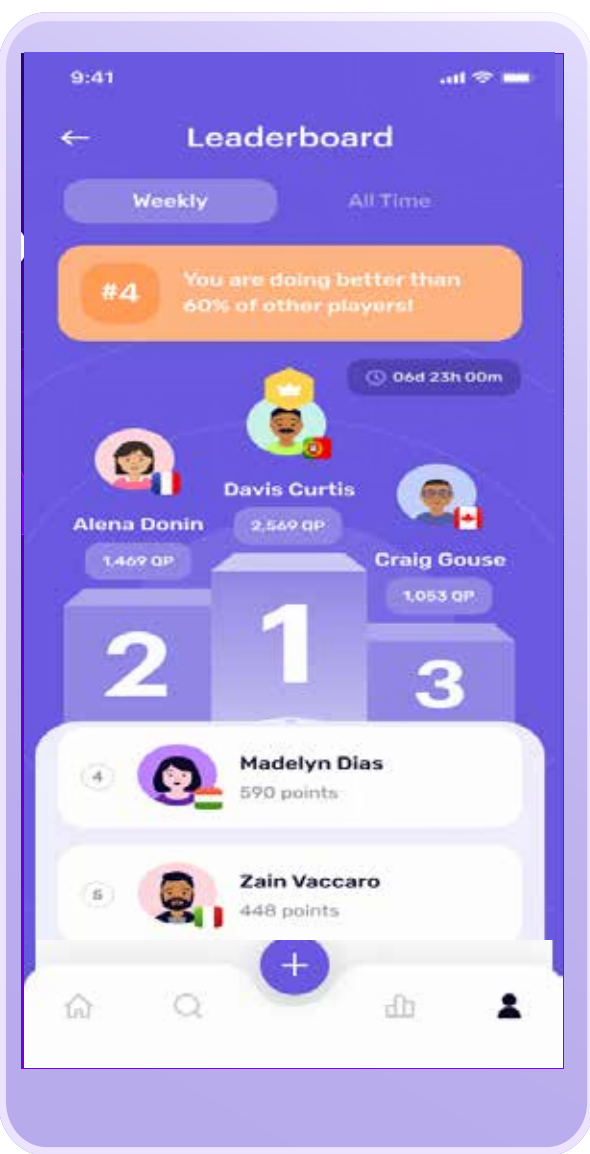 9:41
Leaderboard
Weekly
All Time
#4
You are doing better than
60% of other players!
06d 23h 00m
Davis Curtis
2,569 QP
Alena Donin
1,469 QP
Craig Gouse
1,053 QP
1
2
3
4
Madelyn Dias
590 points
5
Zain Vaccaro
448 points